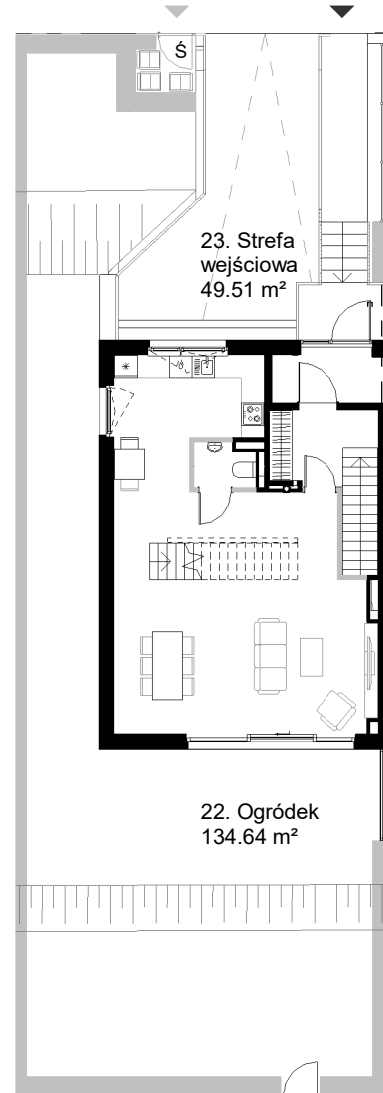 Ś
23. Strefa
wejściowa
49.51 m²
22. Ogródek
134.64 m²